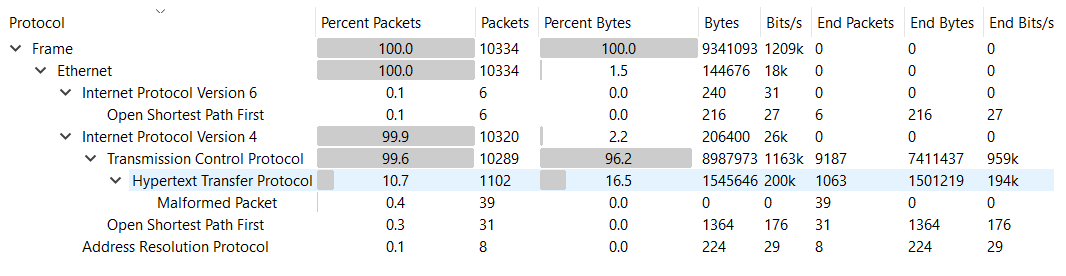 Protocol Percent Packets Packets Percent Bytes Bytes Bits/s End Packets End Bytes End Bits/s
Frame 100.0 10334 100.0 9341093 1209k 0 0 0
Ethernet 100.0 10334 1.5 144676 18k 0 0 0
Internet Protocol Version 6 0.1 6 0.0 240 31 0 0 0
Open Shortest Path First 0.1 6 0.0 216 27 6 216 27
Internet Protocol Version 4 99.9 10320 2.2 206400 26k 0 0 0
Transmission Control Protocol 99.6 10289 96.2 8987973 1163k 9187 7411437 959k
Hypertext Transfer Protocol 10.7 1102 16.5 1545646 200k 1063 1501219 194k
Malformed Packet 0.4 39 0.0 0 0 39 0 0
Open Shortest Path First 0.3 31 0.0 1364 176 31 1364 176
Address Resolution Protocol 0.1 8 0.0 224 29 8 224 29